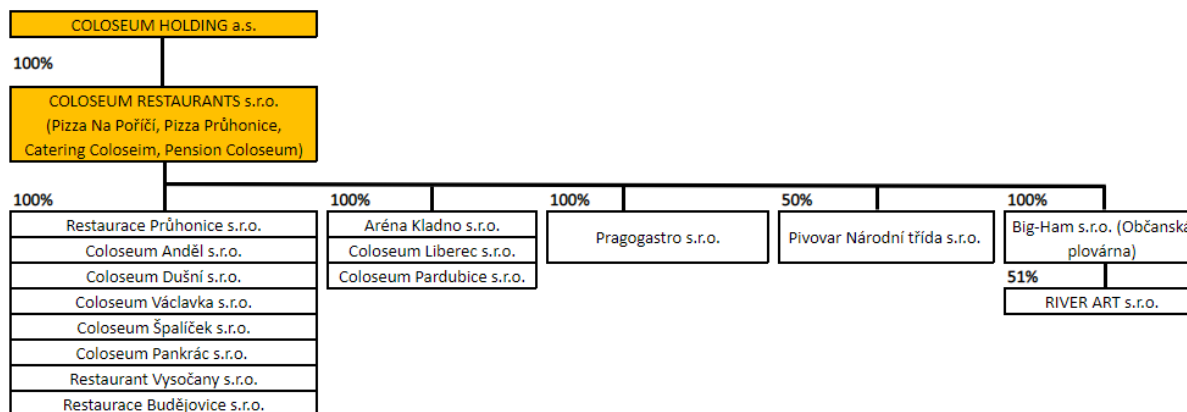 COLOSEUM HOLDING a.s.
100%
COLOSEUM RESTAURANTS s.r.o.
(Pizza Na Poříčí, Pizza Průhonice,
Catering Coloseim, Pension Coloseum)
100%
Restaurace Průhonice s.r.o.
Coloseum Anděl s.r.o.
Coloseum Dušní s.r.o.
Coloseum Václavka s.r.o.
Coloseum Špalíček s.r.o.
Coloseum Pankrác s.r.o.
Restaurant Vysočany s.r.o.
Restaurace Budějovice s.r.o.
100%
Aréna Kladno s.r.o.
Coloseum Liberec s.r.o.
Coloseum Pardubice s.r.o.
100%
Pragogastro s.r.o.
50%
Pivovar Národní třída s.r.o.
100%
Big-Ham s.r.o. (Občanská
plovárna)
51%
RIVER ART s.r.o.